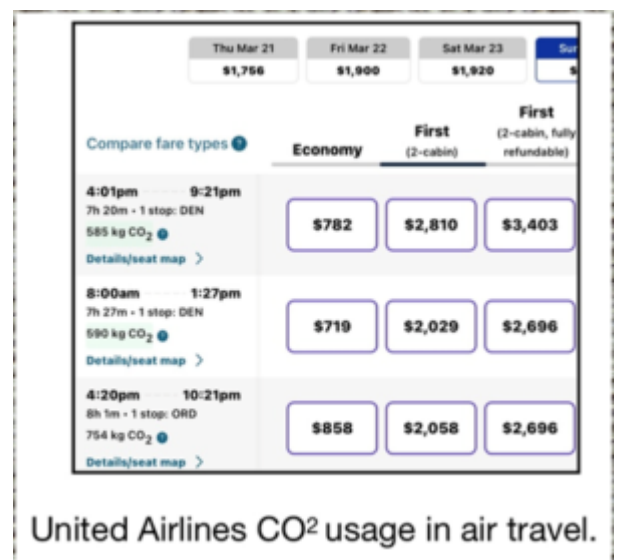 Thu Mar 21 Fri Mar 22 Sat Mar 23 Sun
$1,756 $1,900 $1,920 $
Compare fare types ?
Economy
First
(2-cabin)
First
(2-cabin, fully
refundable)
4:01pm 9:21pm
7h 20m • 1 stop: DEN
585 kg CO₂ ?
Details/seat map >
$782 $2,810 $3,403
8:00am 1:27pm
7h 27m • 1 stop: DEN
590 kg CO₂ ?
Details/seat map >
$719 $2,029 $2,696
4:20pm 10:21pm
8h 1m • 1 stop: ORD
754 kg CO₂ ?
Details/seat map >
$858 $2,058 $2,696
United Airlines CO² usage in air travel.